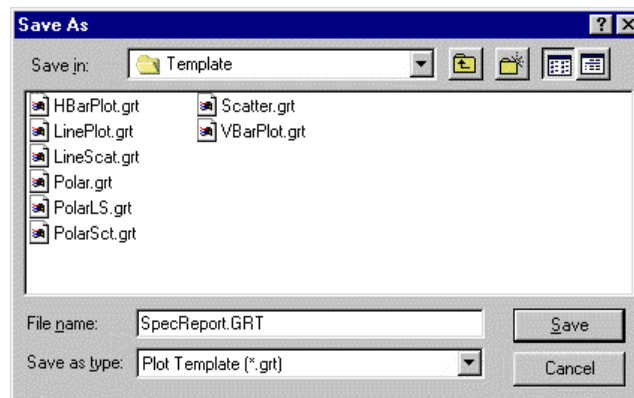 Save As
Save in: Template
HBarPlot.grt
LinePlot.grt
LineScat.grt
Polar.grt
PolarLS.grt
PolarSct.grt
Scatter.grt
VBarPlot.grt
File name: SpecReport.GRT
Save
Save as type: Plot Template (*.grt)
Cancel